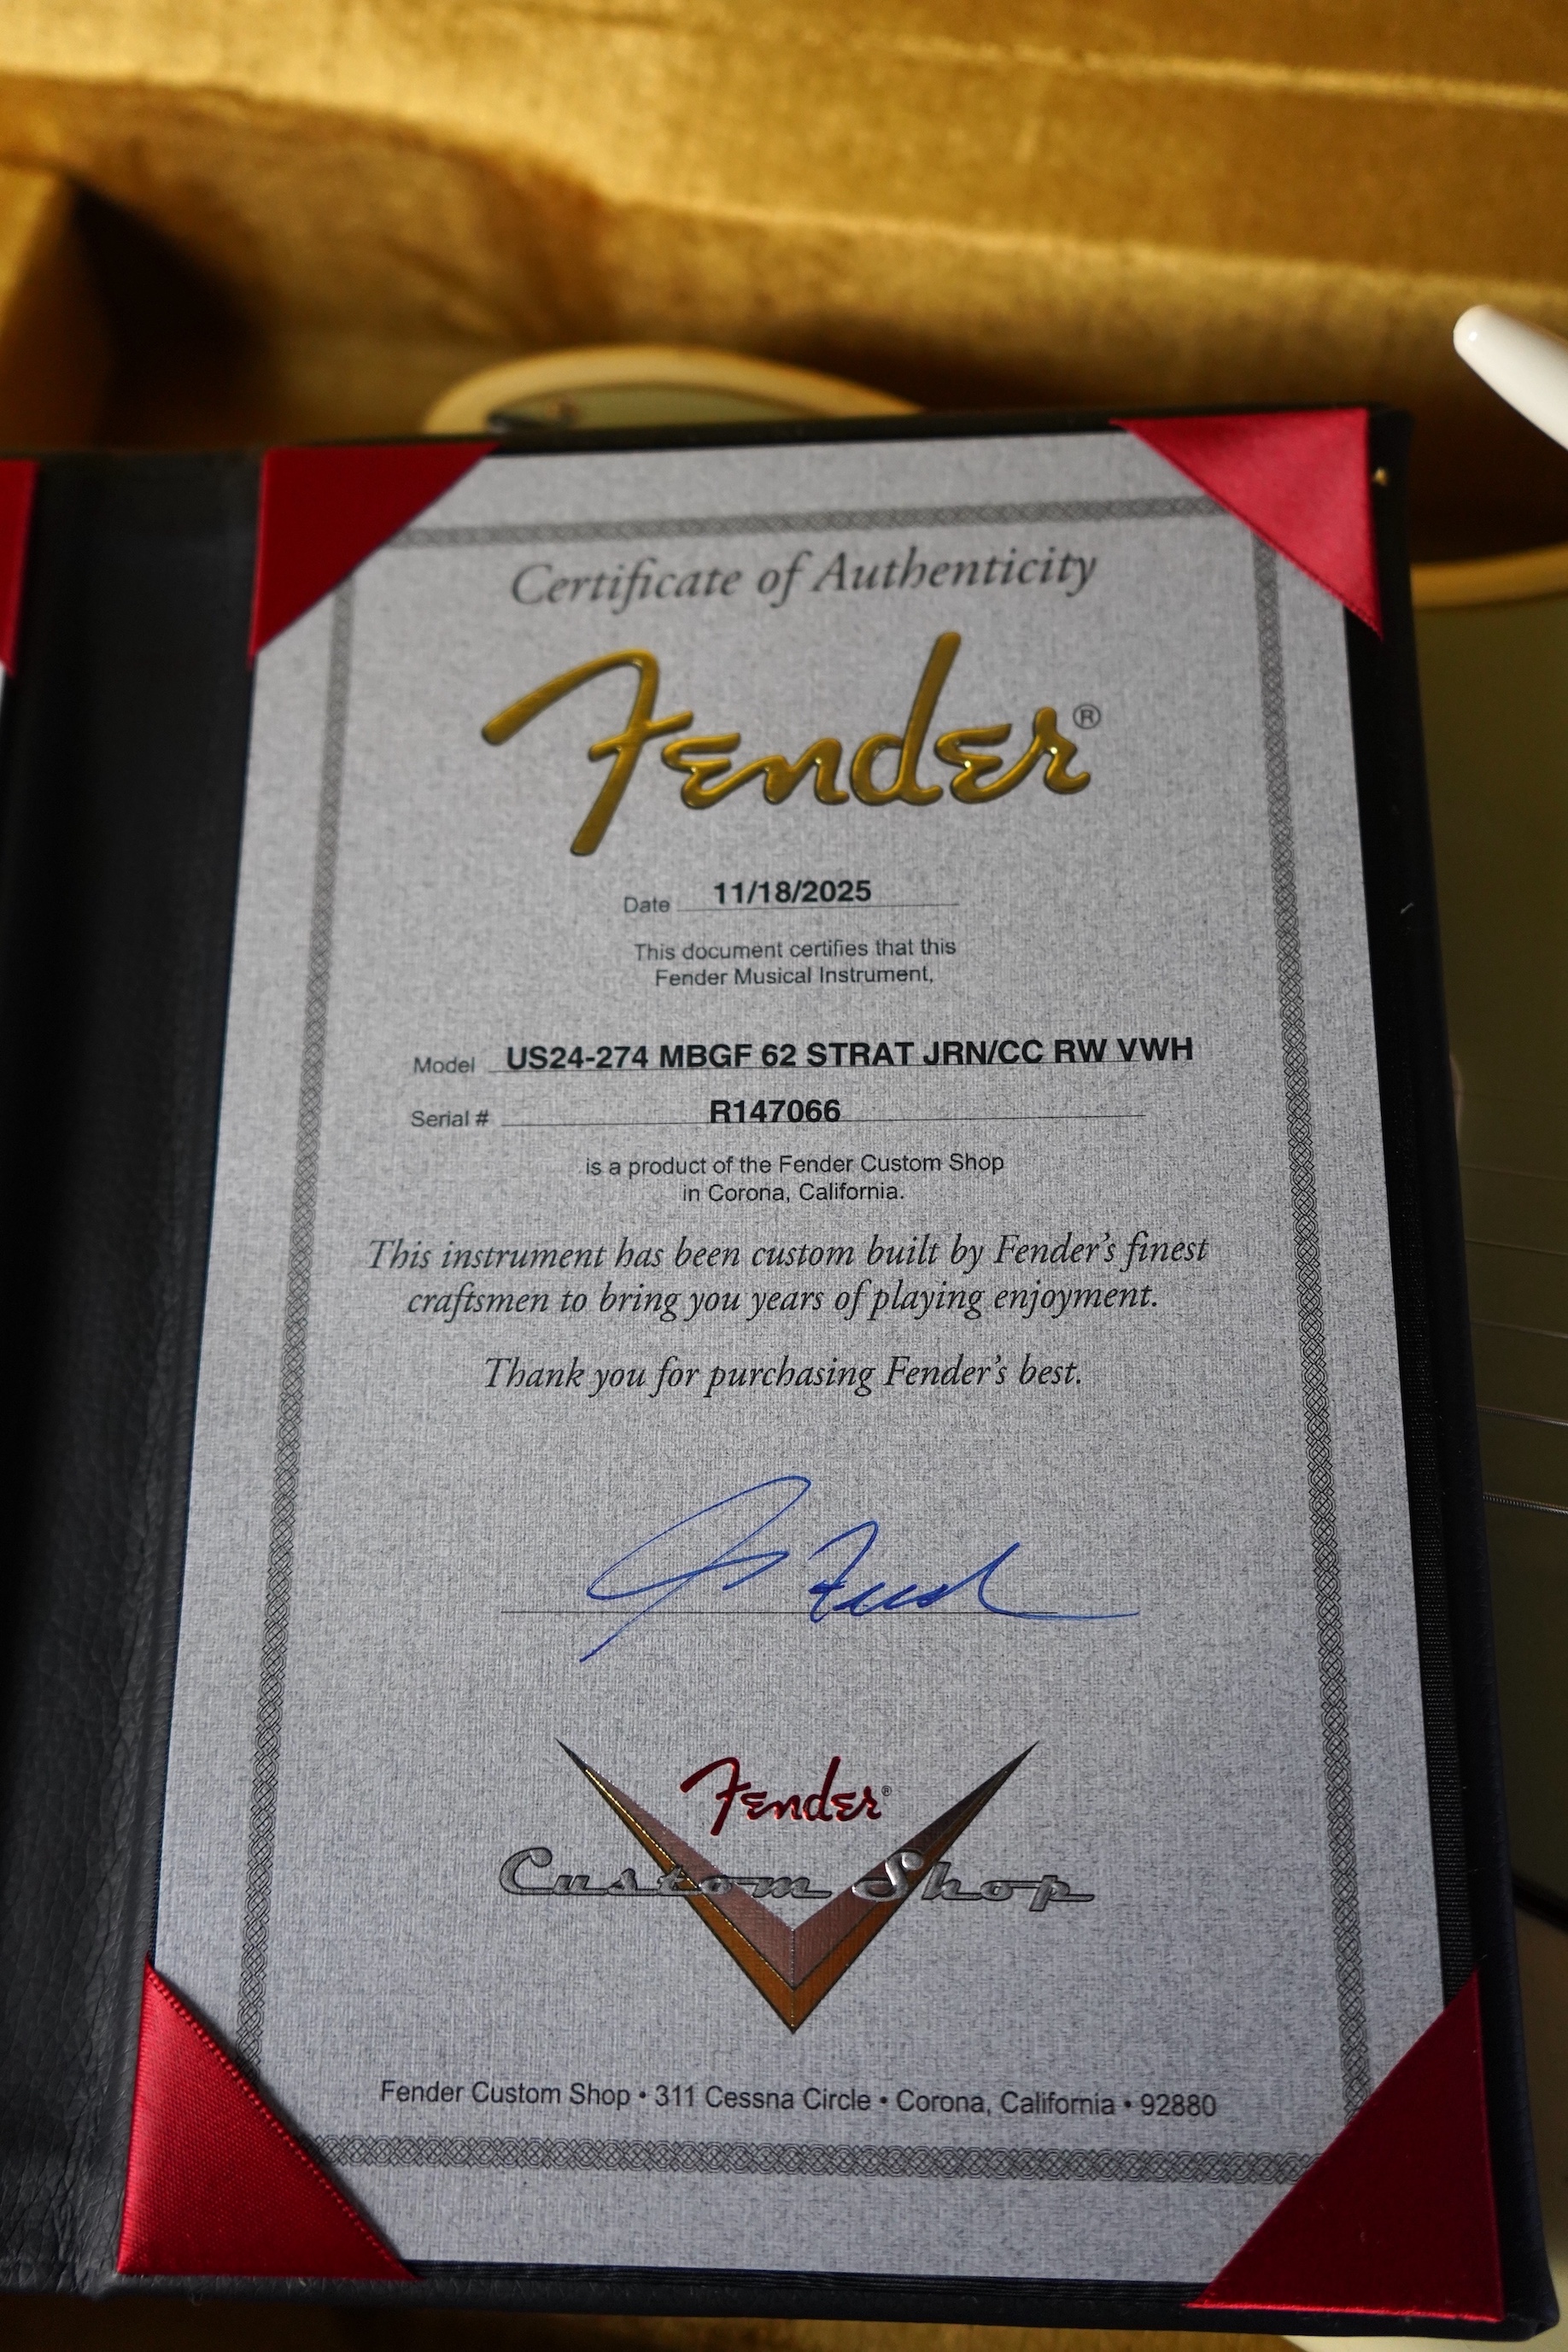 Certificate of Authenticity
Fender®
Date 11/18/2025
This document certifies that this
Fender Musical Instrument,
Model US24-274 MBGF 62 STRAT JRN/CC RW VWH
Serial # R147066
is a product of the Fender Custom Shop
in Corona, California.
This instrument has been custom built by Fender's finest
craftsmen to bring you years of playing enjoyment.
Thank you for purchasing Fender's best.
Fender®
Custom Shop
Fender Custom Shop • 311 Cessna Circle • Corona, California • 92880